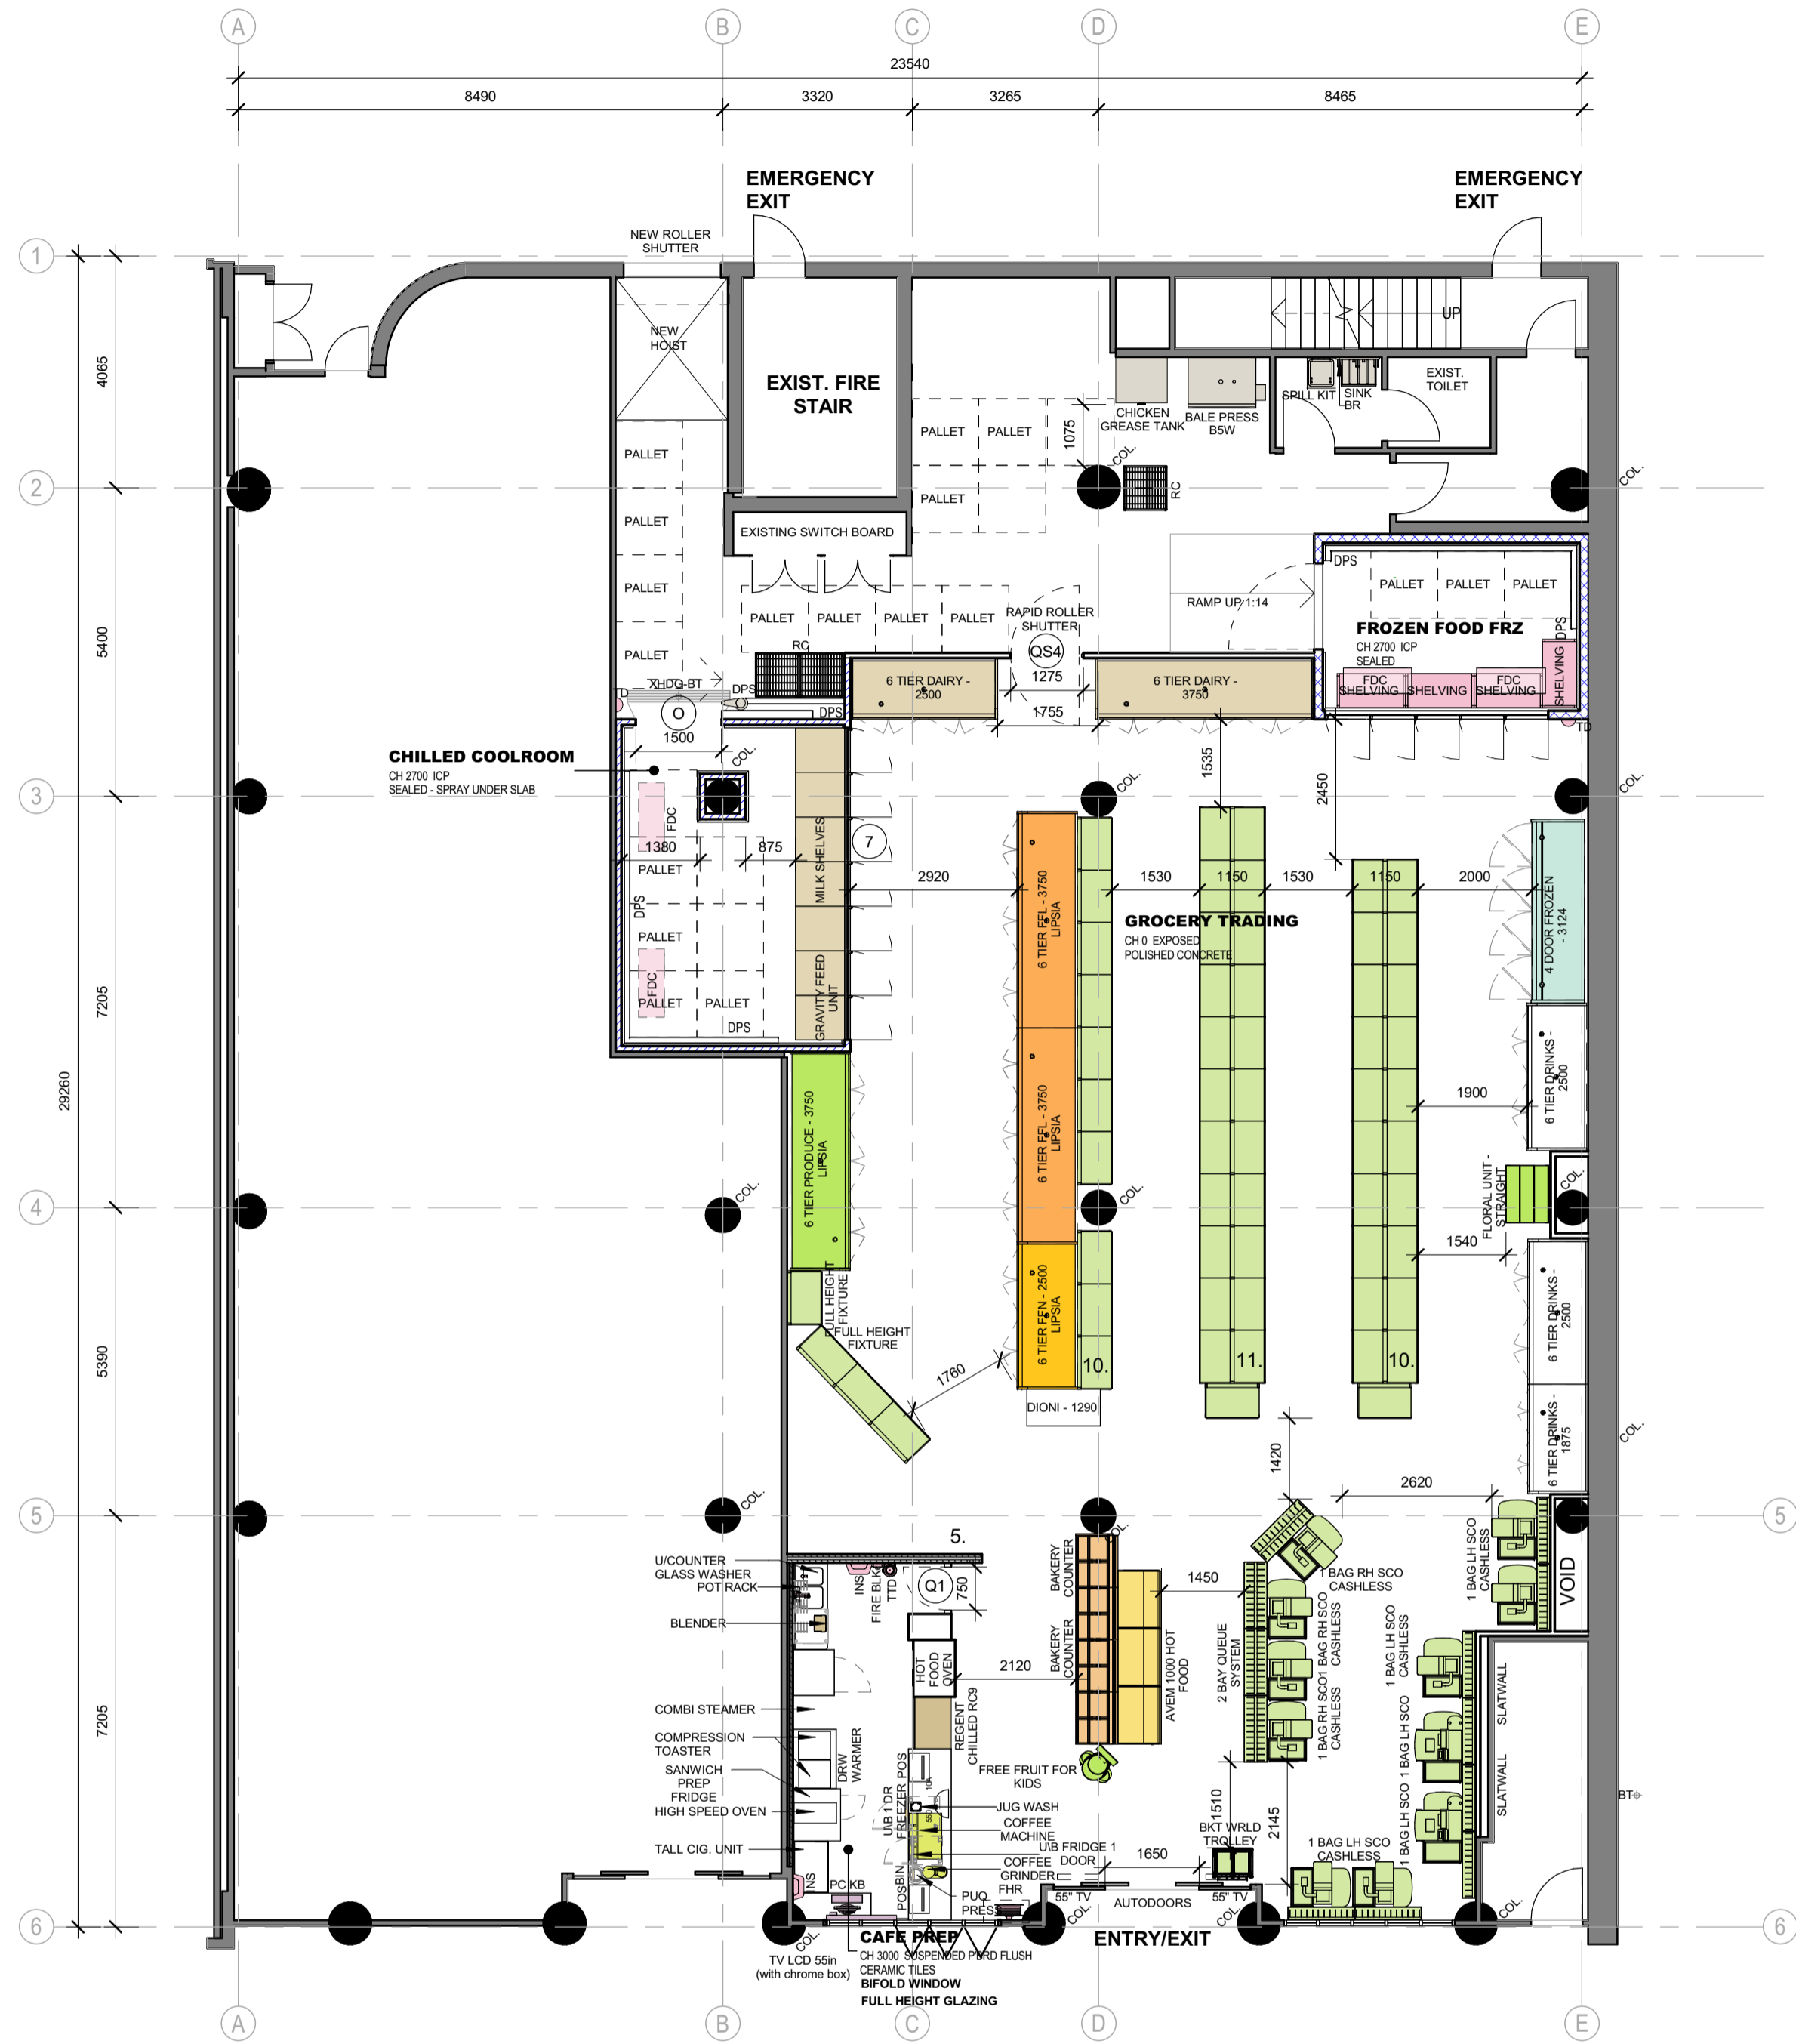 A
B
C
D
E
23540
8490
3320
3265
8465
EMERGENCY
EXIT
EMERGENCY
EXIT
NEW ROLLER
SHUTTER
1
2
3
4
5
6
29260
4065
5400
7205
5390
7205
NEW
HOIST
EXIST. FIRE
STAIR
UP
CHICKEN
GREASE TANK
BALE PRESS
B5W
SPILL KIT
SINK
BR
EXIST.
TOILET
PALLET
PALLET
PALLET
1075
COL.
RC
COL.
PALLET
PALLET
PALLET
PALLET
EXISTING SWITCH BOARD
PALLET
PALLET
PALLET
PALLET
RAPID ROLLER
SHUTTER
QS4
1275
1755
RAMP UP 1:14
DPS
PALLET
PALLET
PALLET
FROZEN FOOD FRZ
CH 2700 ICP
SEALED
DPS
SHELVING
FDC
SHELVING
SHELVING
FDC
SHELVING
TD
RC
XHDG-BT
DPS
TD
DPS
O
1500
6 TIER DAIRY -
2500
6 TIER DAIRY -
3750
CHILLED COOLROOM
CH 2700 ICP
SEALED - SPRAY UNDER SLAB
COL.
FDC
1380
875
PALLET
DPS
PALLET
FDC
PALLET
PALLET
DPS
MILK SHELVES
GRAVITY FEED
UNIT
7
1535
2450
COL.
COL.
2920
1530
1150
1530
1150
2000
6 TIER FFL - 3750
LIPSIA
6 TIER FFL - 3750
LIPSIA
6 TIER FFN - 2500
LIPSIA
10.
DIONI - 1290
GROCERY TRADING
CH 0 EXPOSED
POLISHED CONCRETE
11.
10.
4 DOOR FROZEN
- 3124
6 TIER DRINKS -
2500
1900
FLORAL UNIT -
STRAIGHT
COL.
1540
6 TIER DRINKS -
2500
6 TIER DRINKS -
1875
COL.
6 TIER PRODUCE - 3750
LIPSIA
COL.
COL.
FULL HEIGHT
FIXTURE
FULL HEIGHT
FIXTURE
1760
1420
2620
COL.
COL.
5
5.
U/COUNTER
GLASS WASHER
POT RACK
BLENDER
COMBI STEAMER
COMPRESSION
TOASTER
SANWICH
PREP
FRIDGE
HIGH SPEED OVEN
TALL CIG. UNIT
INS
FIRE BLK
TTD
Q1
750
HOT
FOOD
OVEN
2120
REGENT
CHILLED RC9
DRW
WARMER
U\B 1 DR
FREEZER POS
BAKERY
COUNTER
BAKERY
COUNTER
AVEM 1000 HOT
FOOD
1450
2 BAY QUEUE
SYSTEM
1 BAG RH SCO
CASHLESS
1 BAG RH SCO
CASHLESS
1 BAG RH SCO
CASHLESS
1 BAG LH SCO
CASHLESS
VOID
1 BAG LH SCO
CASHLESS
1 BAG LH SCO
CASHLESS
1 BAG LH SCO
SLATWALL
SLATWALL
FREE FRUIT FOR
KIDS
JUG WASH
COFFEE
MACHINE
U\B FRIDGE 1
DOOR
COFFEE
GRINDER
PUQ
PRESS
FHR
POS
BIN
INS
PC KB
1510
2145
BKT WRLD
TROLLEY
1650
55" TV
AUTODOORS
55" TV
1 BAG LH SCO
CASHLESS
BT
COL.
COL.
COL.
COL.
6
TV LCD 55in
(with chrome box)
CAFE PREP
CH 3000 SUSPENDED P'BRD FLUSH
CERAMIC TILES
BIFOLD WINDOW
FULL HEIGHT GLAZING
ENTRY/EXIT
A
B
C
D
E